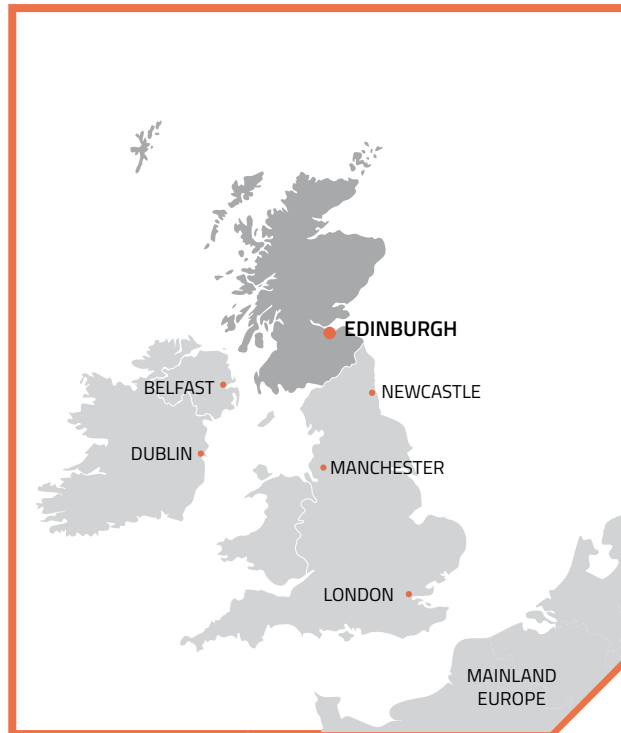 EDINBURGH
BELFAST
NEWCASTLE
DUBLIN
MANCHESTER
LONDON
MAINLAND
EUROPE